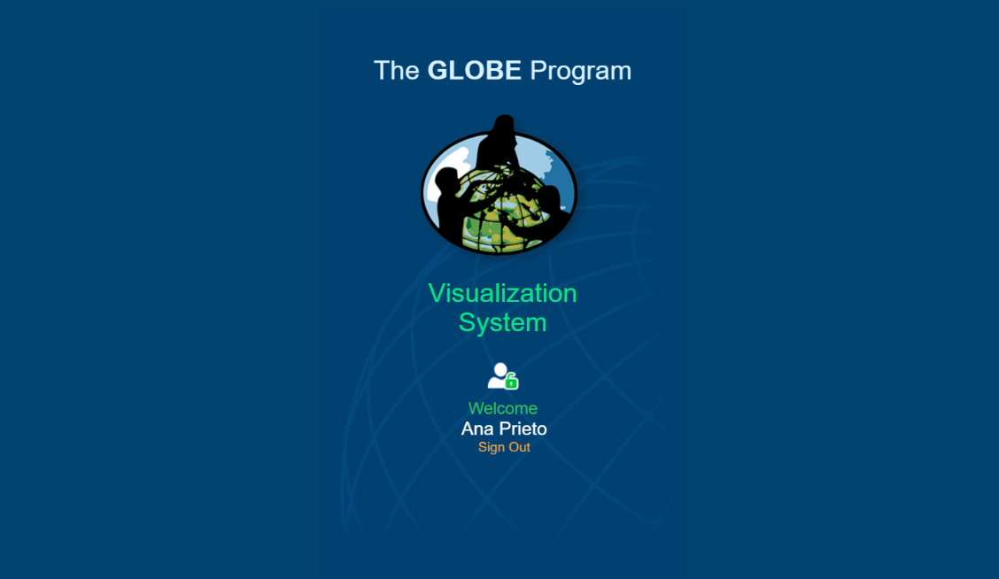 The GLOBE Program
Visualization
System
Welcome
Ana Prieto
Sign Out